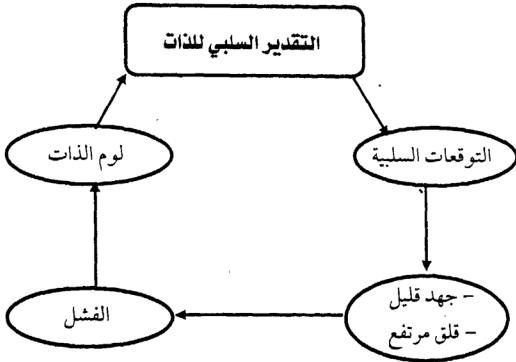 التقدير السلبي للذات
لوم الذات
التوقعات السلبية
الفشل
- جهد قليل
- قلق مرتفع